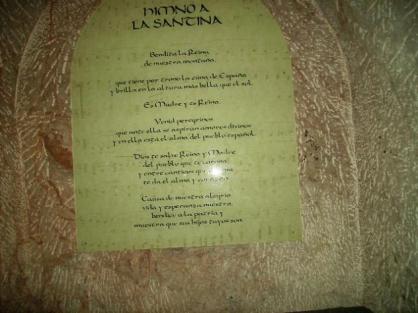 HIMNO A
LA SANTINA
Bendita la Reina
de nuestra montaña,
que tiene por trono la cuna de España
y brilla en la altura más bella que el sol.
Es Madre y es Reina.
Venid peregrinos
que ante ella se aspiran amores divinos
y en ella está el alma del pueblo español.
Dios te salve Reina y Madre
del pueblo que te
y entre cánticos que
te da el alma y
Causa de nuestra alegría
vida y esperanza nuestra,
bendice a la patria y
muestra que sus hijos tuyos son.